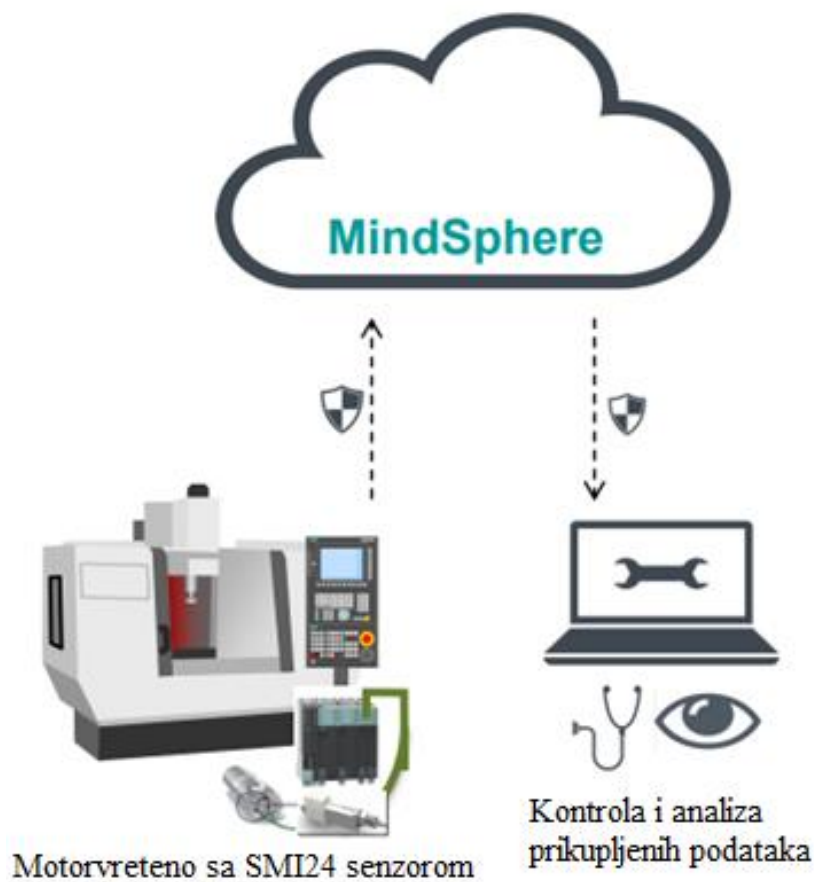 MindSphere
Motorvreteno sa SMI24 senzorom
Kontrola i analiza
prikupljenih podataka